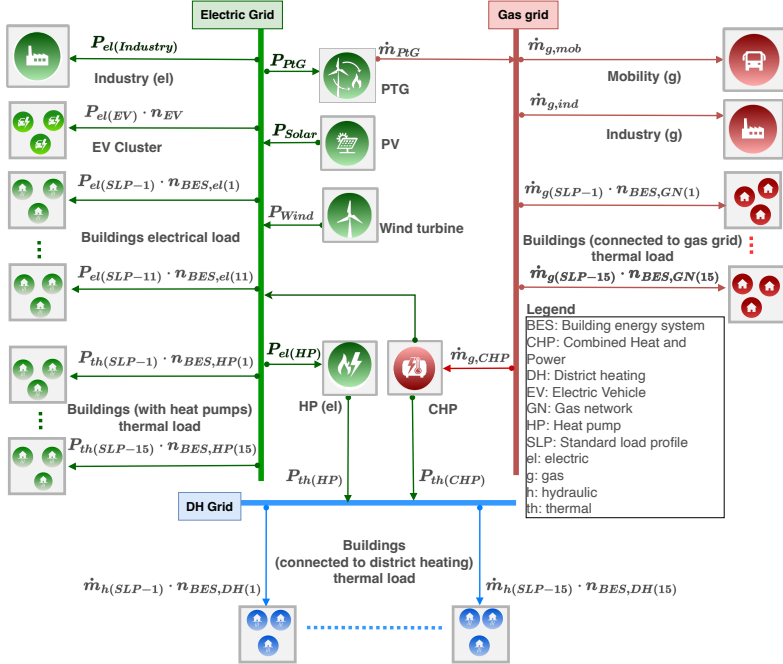 Electric Grid
Gas grid
P_el(Industry)
Industry (el)
P_PtG
PTG
ṁ_PtG
ṁ_g,mob
Mobility (g)
P_el(EV) · n_EV
EV Cluster
P_Solar
PV
ṁ_g,ind
Industry (g)
P_el(SLP−1) · n_BES,el(1)
Buildings electrical load
P_Wind
Wind turbine
ṁ_g(SLP−1) · n_BES,GN(1)
Buildings (connected to gas grid)
thermal load
P_el(SLP−11) · n_BES,el(11)
ṁ_g(SLP−15) · n_BES,GN(15)
P_th(SLP−1) · n_BES,HP(1)
Buildings (with heat pumps)
thermal load
P_th(SLP−15) · n_BES,HP(15)
P_el(HP)
HP (el)
ṁ_g,CHP
CHP
Legend
BES: Building energy system
CHP: Combined Heat and
Power
DH: District heating
EV: Electric Vehicle
GN: Gas network
HP: Heat pump
SLP: Standard load profile
el: electric
g: gas
h: hydraulic
th: thermal
P_th(HP)
P_th(CHP)
DH Grid
Buildings
(connected to district heating)
thermal load
ṁ_h(SLP−1) · n_BES,DH(1)
ṁ_h(SLP−15) · n_BES,DH(15)